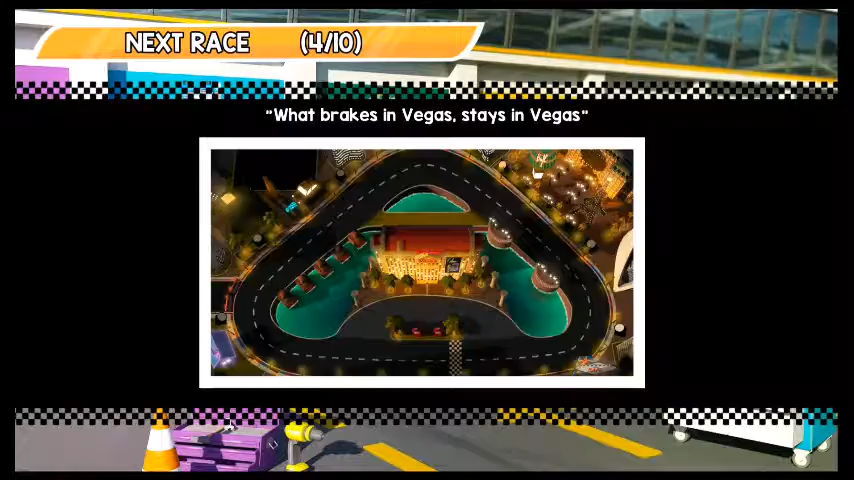 NEXT RACE (4/10)
"What brakes in Vegas, stays in Vegas"